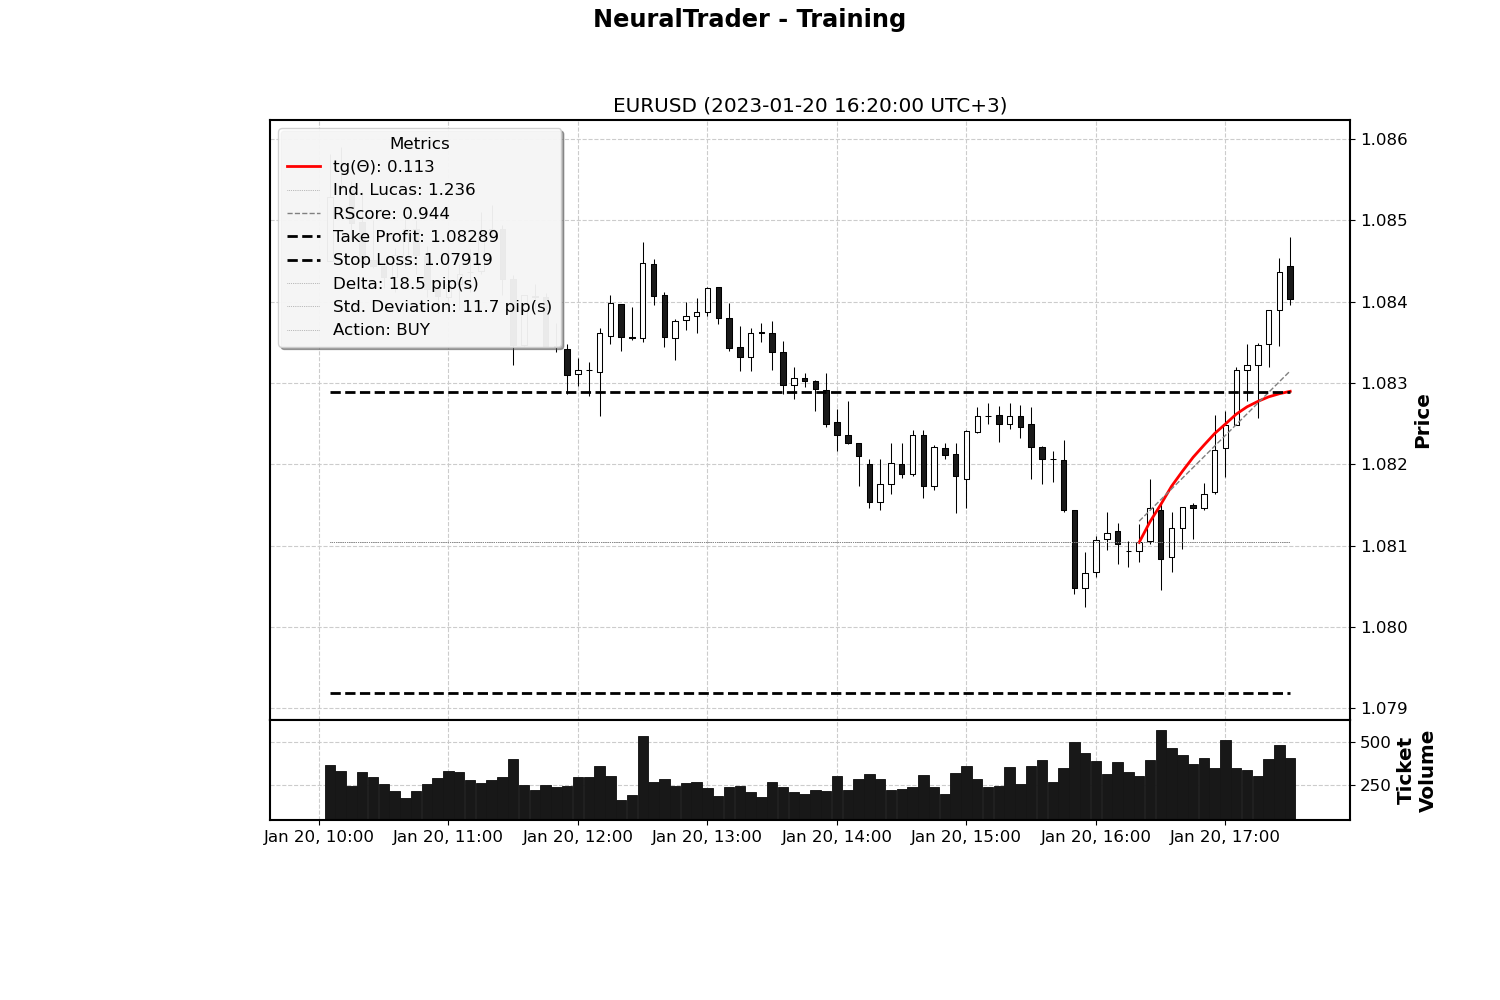 NeuralTrader - Training
EURUSD (2023-01-20 16:20:00 UTC+3)
Metrics
tg(Θ): 0.113
Ind. Lucas: 1.236
RScore: 0.944
Take Profit: 1.08289
Stop Loss: 1.07919
Delta: 18.5 pip(s)
Std. Deviation: 11.7 pip(s)
Action: BUY
1.086
1.085
1.084
1.083
1.082
1.081
1.080
1.079
Price
500
250
Ticket
Volume
Jan 20, 10:00
Jan 20, 11:00
Jan 20, 12:00
Jan 20, 13:00
Jan 20, 14:00
Jan 20, 15:00
Jan 20, 16:00
Jan 20, 17:00